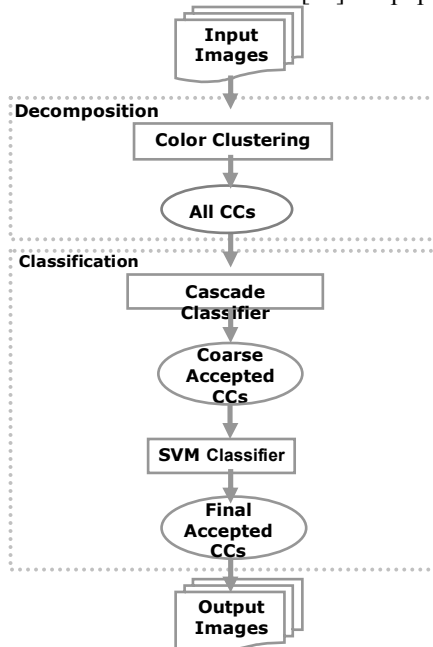 Input
Images
Decomposition
Color Clustering
All CCs
Classification
Cascade
Classifier
Coarse
Accepted
CCs
SVM Classifier
Final
Accepted
CCs
Output
Images